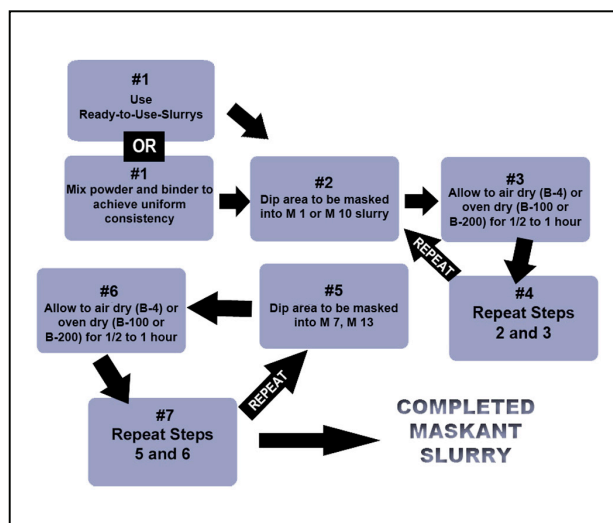 #1
Use
Ready-to-Use-Slurrys
OR
#1
Mix powder and binder to
achieve uniform
consistency
#2
Dip area to be masked
into M 1 or M 10 slurry
#3
Allow to air dry (B-4) or
oven dry (B-100 or
B-200) for 1/2 to 1 hour
REPEAT
#4
Repeat Steps
2 and 3
#5
Dip area to be masked
into M 7, M 13
#6
Allow to air dry (B-4) or
oven dry (B-100 or
B-200) for 1/2 to 1 hour
#7
Repeat Steps
5 and 6
REPEAT
COMPLETED
MASKANT
SLURRY